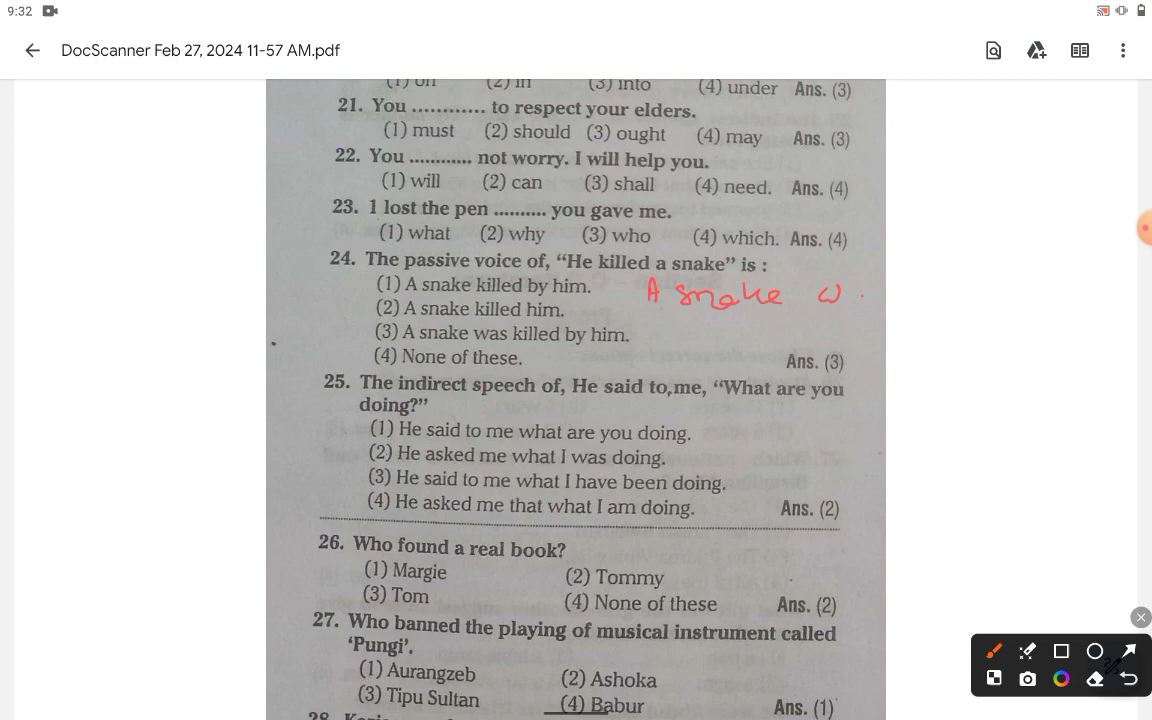 9:32
DocScanner Feb 27, 2024 11-57 AM.pdf
(1) on (2) in (3) into (4) under Ans. (3)
21. You ............ to respect your elders.
(1) must (2) should (3) ought (4) may Ans. (3)
22. You ........... not worry. I will help you.
(1) will (2) can (3) shall (4) need. Ans. (4)
23. I lost the pen .......... you gave me.
(1) what (2) why (3) who (4) which. Ans. (4)
24. The passive voice of, “He killed a snake” is :
(1) A snake killed by him.
A snake w
(2) A snake killed him.
(3) A snake was killed by him.
(4) None of these. Ans. (3)
25. The indirect speech of, He said to me, “What are you
doing?”
(1) He said to me what are you doing.
(2) He asked me what I was doing.
(3) He said to me what I have been doing.
(4) He asked me that what I am doing. Ans. (2)
26. Who found a real book?
(1) Margie (2) Tommy
(3) Tom (4) None of these Ans. (2)
27. Who banned the playing of musical instrument called
‘Pungi’.
(1) Aurangzeb (2) Ashoka
(3) Tipu Sultan (4) Babur Ans. (1)
28.